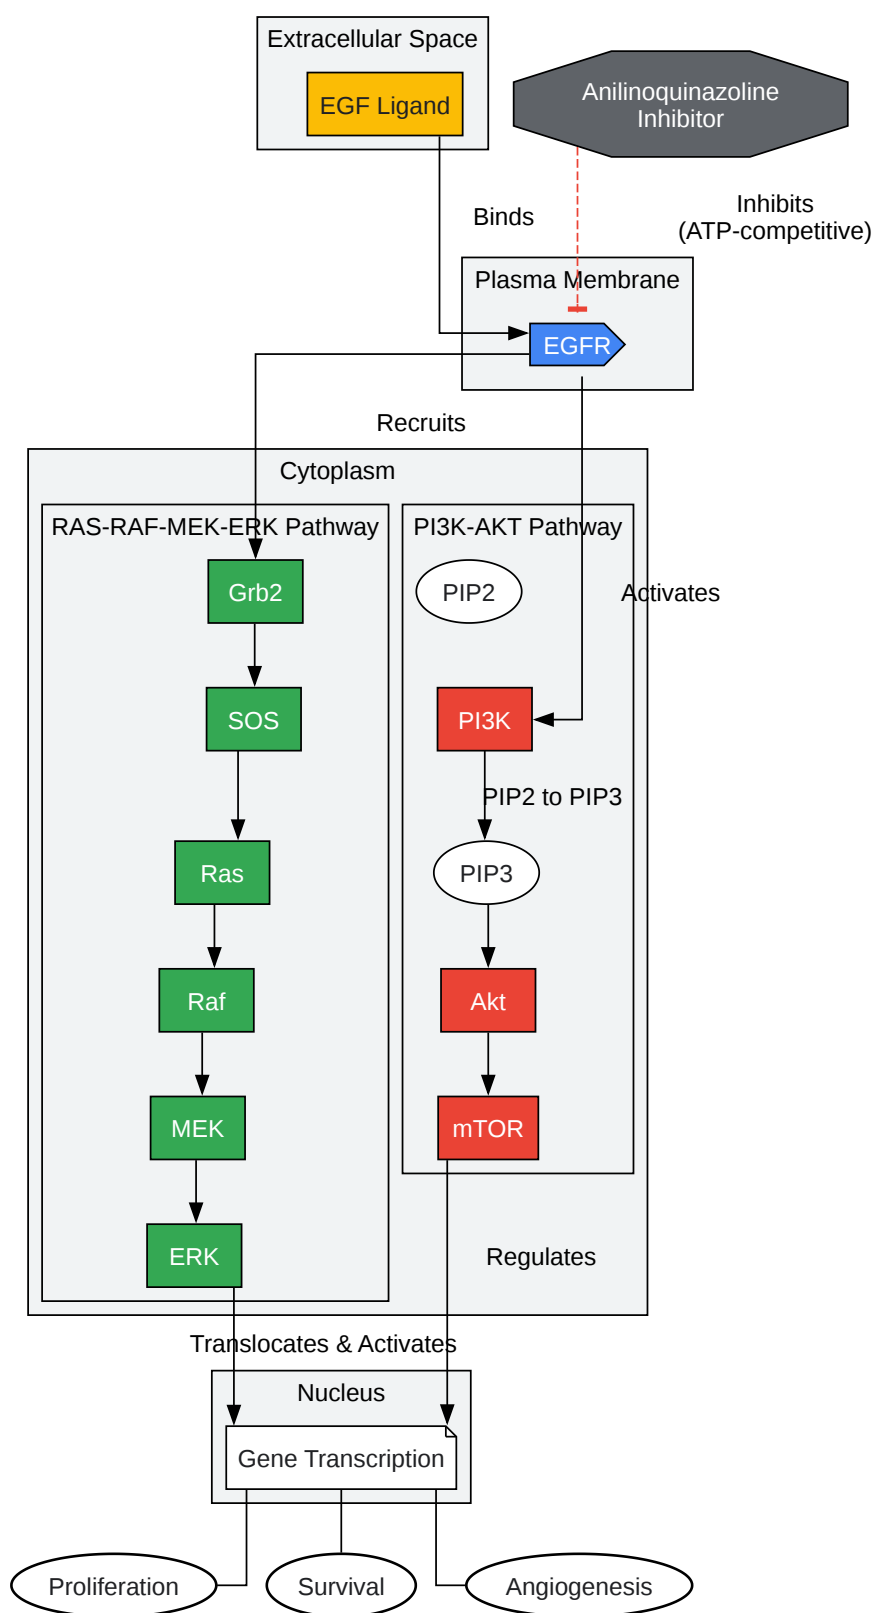 Extracellular Space
EGF Ligand
Anilinoquinazoline
Inhibitor
Binds
Inhibits
(ATP-competitive)
Plasma Membrane
EGFR
Recruits
Cytoplasm
RAS-RAF-MEK-ERK Pathway
PI3K-AKT Pathway
Grb2
PIP2
Activates
SOS
PI3K
PIP2 to PIP3
Ras
PIP3
Raf
Akt
MEK
mTOR
ERK
Regulates
Translocates & Activates
Nucleus
Gene Transcription
Proliferation
Survival
Angiogenesis